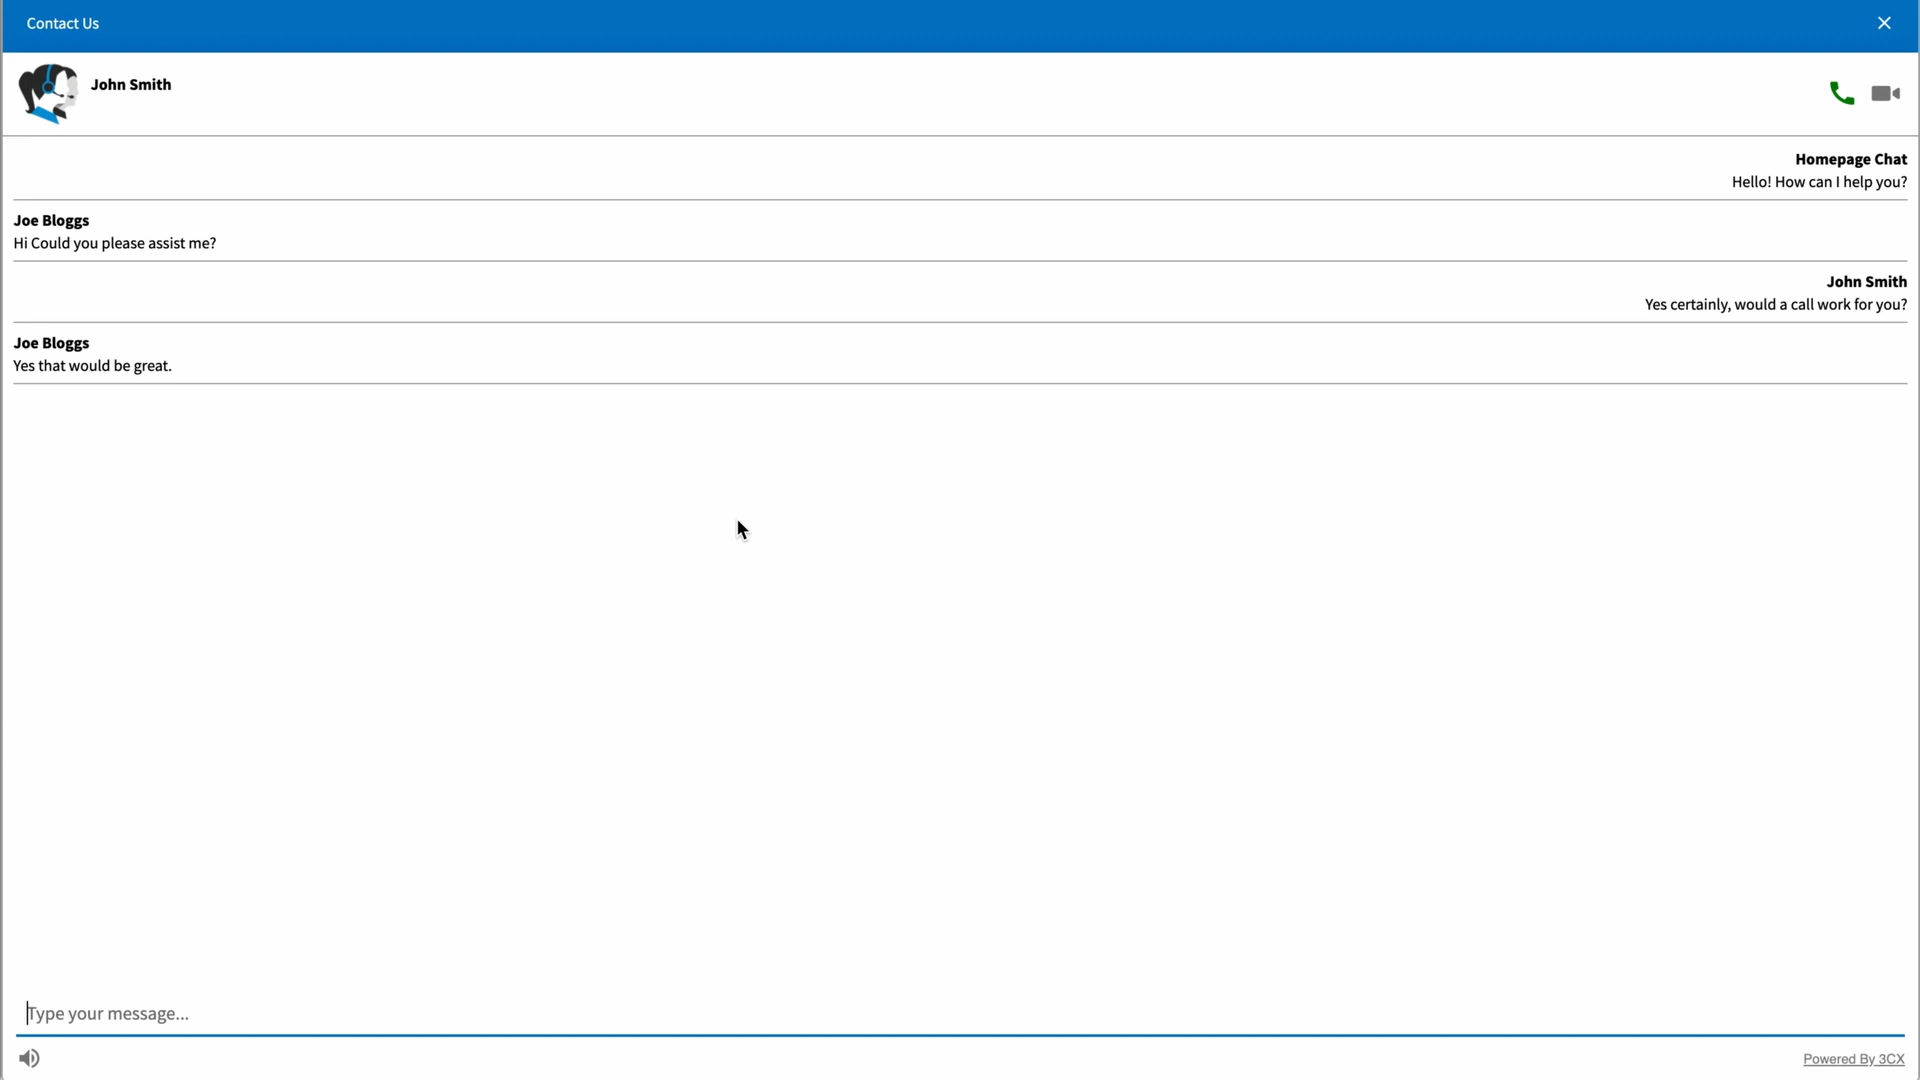 Contact Us
John Smith
Homepage Chat
Hello! How can I help you?
Joe Bloggs
Hi Could you please assist me?
John Smith
Yes certainly, would a call work for you?
Joe Bloggs
Yes that would be great.
Type your message...
Powered By 3CX